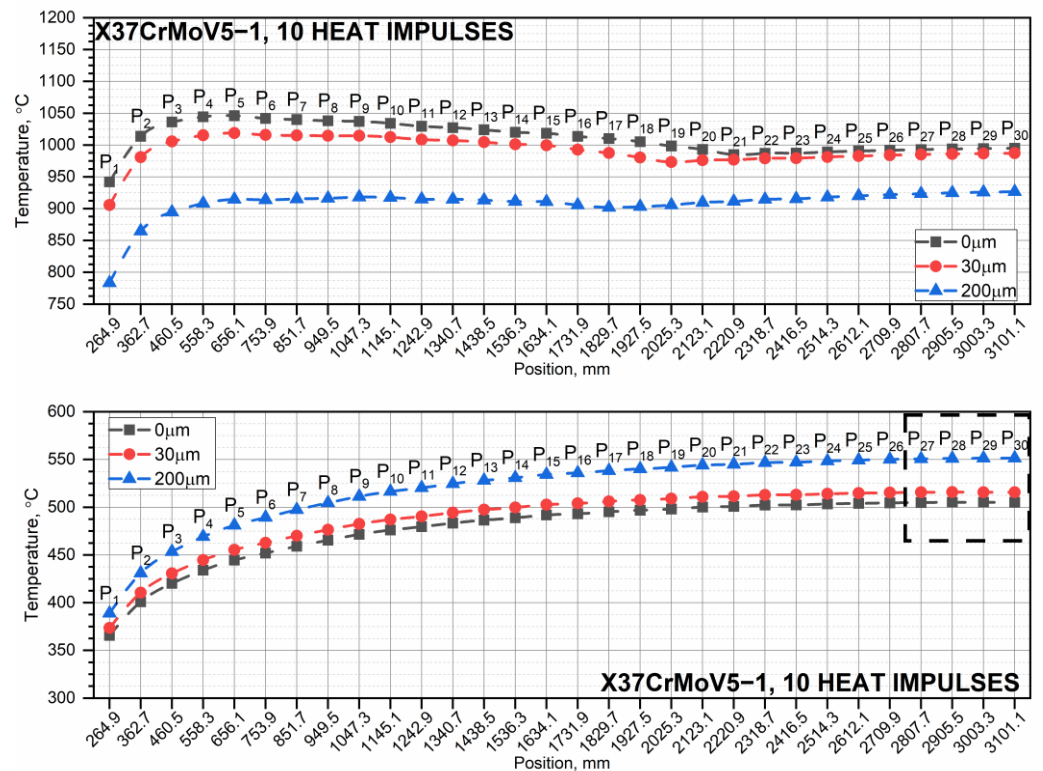 X37CrMoV5−1, 10 HEAT IMPULSES
Temperature, °C
1200
1150
1100
1050
1000
950
900
850
800
750
P1 P2 P3 P4 P5 P6 P7 P8 P9 P10 P11 P12 P13 P14 P15 P16 P17 P18 P19 P20 P21 P22 P23 P24 P25 P26 P27 P28 P29 P30
0μm
30μm
200μm
264.9 362.7 460.5 558.3 656.1 753.9 851.7 949.5 1047.3 1145.1 1242.9 1340.7 1438.5 1536.3 1634.1 1731.9 1829.7 1927.5 2025.3 2123.1 2220.9 2318.7 2416.5 2514.3 2612.1 2709.9 2807.7 2905.5 3003.3 3101.1
Position, mm
Temperature, °C
600
550
500
450
400
350
300
0μm
30μm
200μm
P1 P2 P3 P4 P5 P6 P7 P8 P9 P10 P11 P12 P13 P14 P15 P16 P17 P18 P19 P20 P21 P22 P23 P24 P25 P26 P27 P28 P29 P30
X37CrMoV5−1, 10 HEAT IMPULSES
264.9 362.7 460.5 558.3 656.1 753.9 851.7 949.5 1047.3 1145.1 1242.9 1340.7 1438.5 1536.3 1634.1 1731.9 1829.7 1927.5 2025.3 2123.1 2220.9 2318.7 2416.5 2514.3 2612.1 2709.9 2807.7 2905.5 3003.3 3101.1
Position, mm